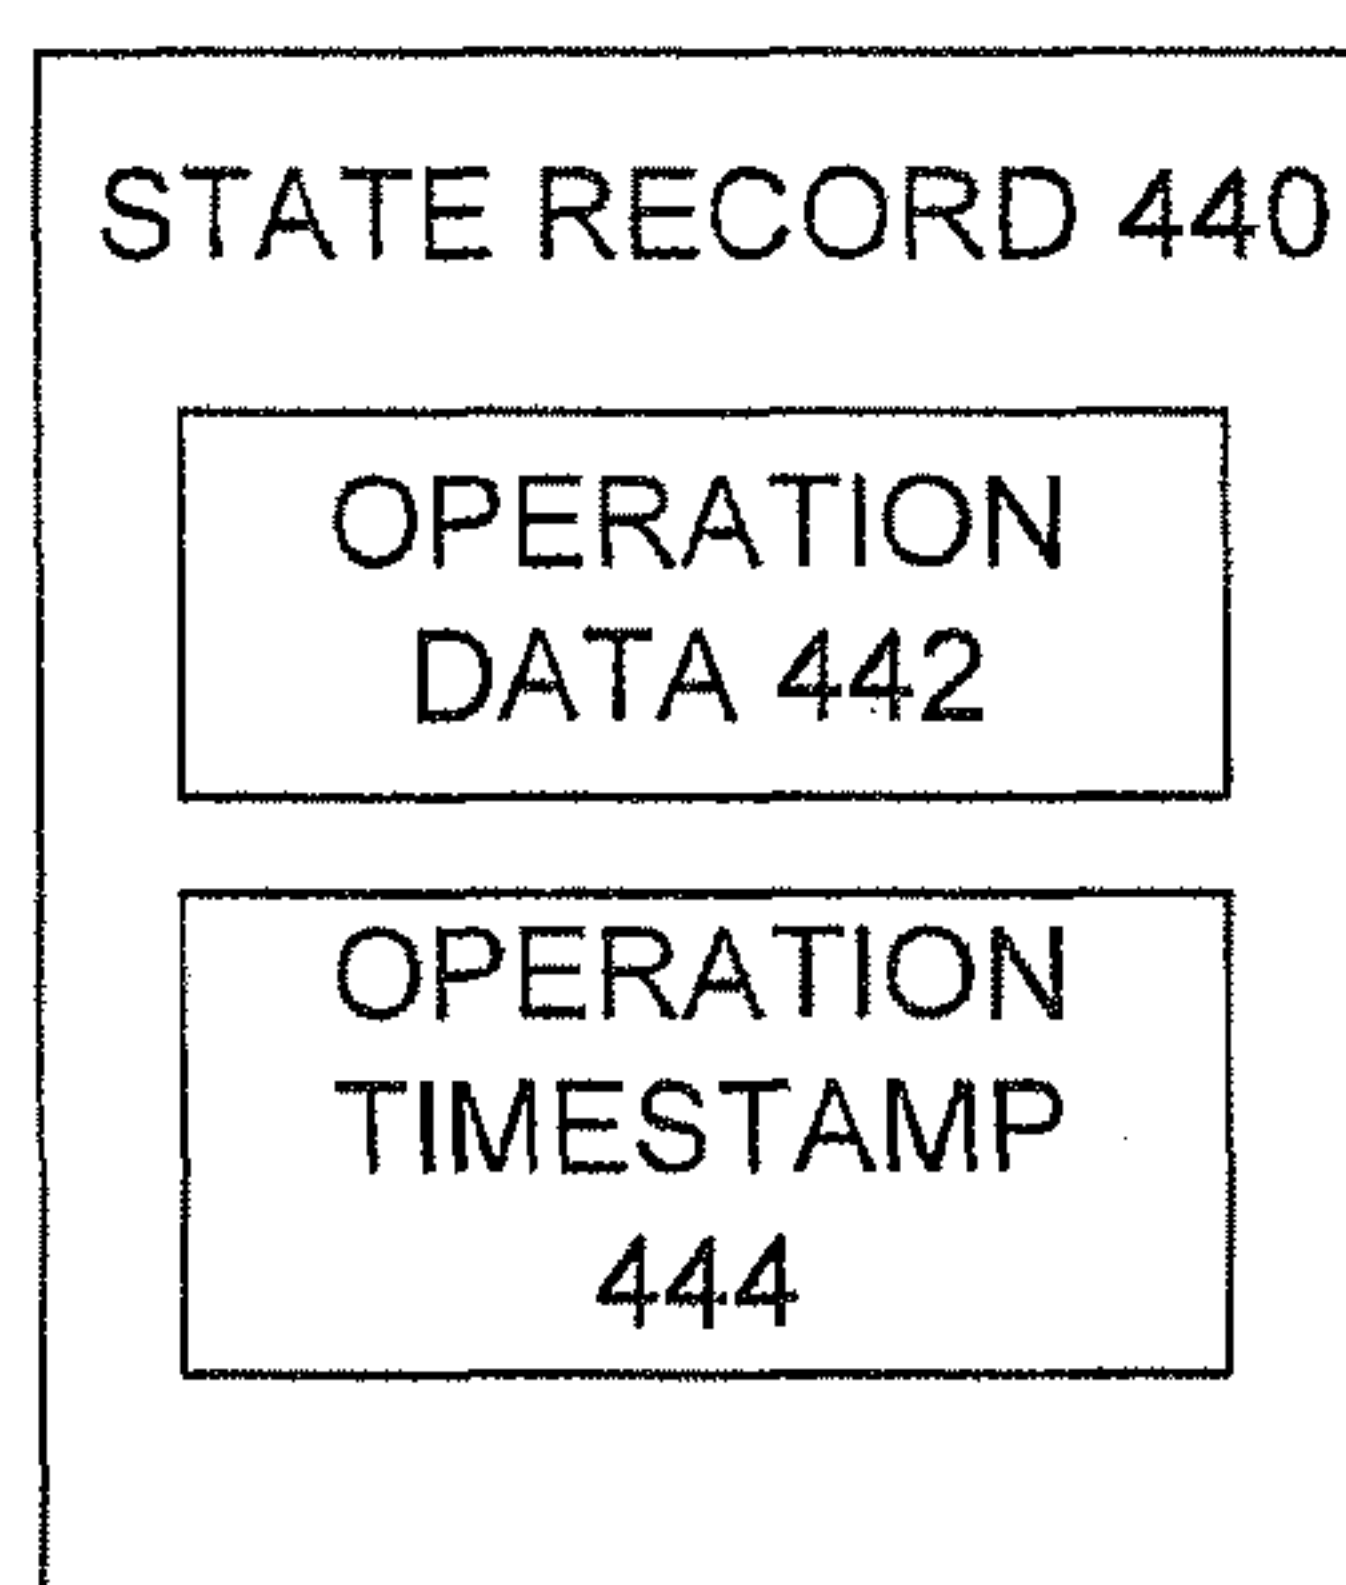 STATE RECORD 440
OPERATION
DATA 442
OPERATION
TIMESTAMP
444